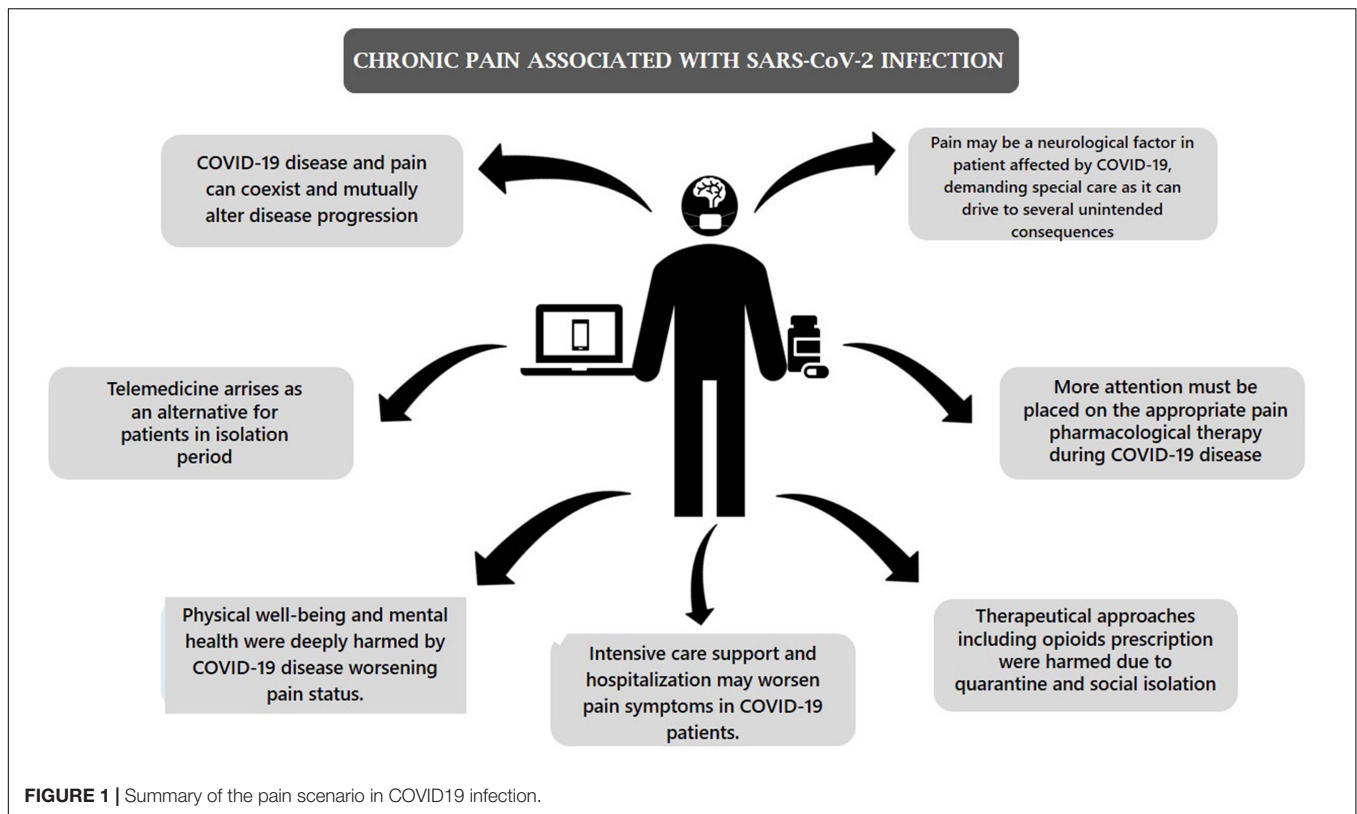 CHRONIC PAIN ASSOCIATED WITH SARS-CoV-2 INFECTION
COVID-19 disease and pain
can coexist and mutually
alter disease progression
Pain may be a neurological factor in
patient affected by COVID-19,
demanding special care as it can
drive to several unintended
consequences
Telemedicine arrises as
an alternative for
patients in isolation
period
More attention must be
placed on the appropriate pain
pharmacological therapy
during COVID-19 disease
Physical well-being and mental
health were deeply harmed by
COVID-19 disease worsening
pain status.
Intensive care support and
hospitalization may worsen
pain symptoms in COVID-19
patients.
Therapeutical approaches
including opioids prescription
were harmed due to
quarantine and social isolation
FIGURE 1 | Summary of the pain scenario in COVID19 infection.